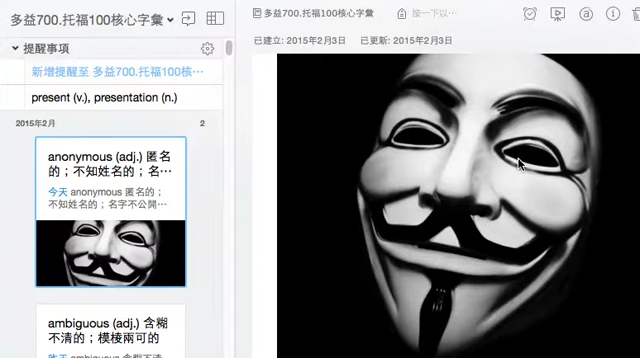 多益700.托福100核心字彙
提醒事項
新增提醒至 多益700.托福100核⋯
present (v.), presentation (n.)
2015年2月 2
anonymous (adj.) 匿名
的；不知姓名的；名⋯
今天 anonymous 匿名的；
不知姓名的；名字不公開⋯
ambiguous (adj.) 含糊
不清的；模棱兩可的
昨天 ambiguous 含糊不清
多益700.托福100核心字彙
按一下以⋯
已建立: 2015年2月3日 已更新: 2015年2月3日